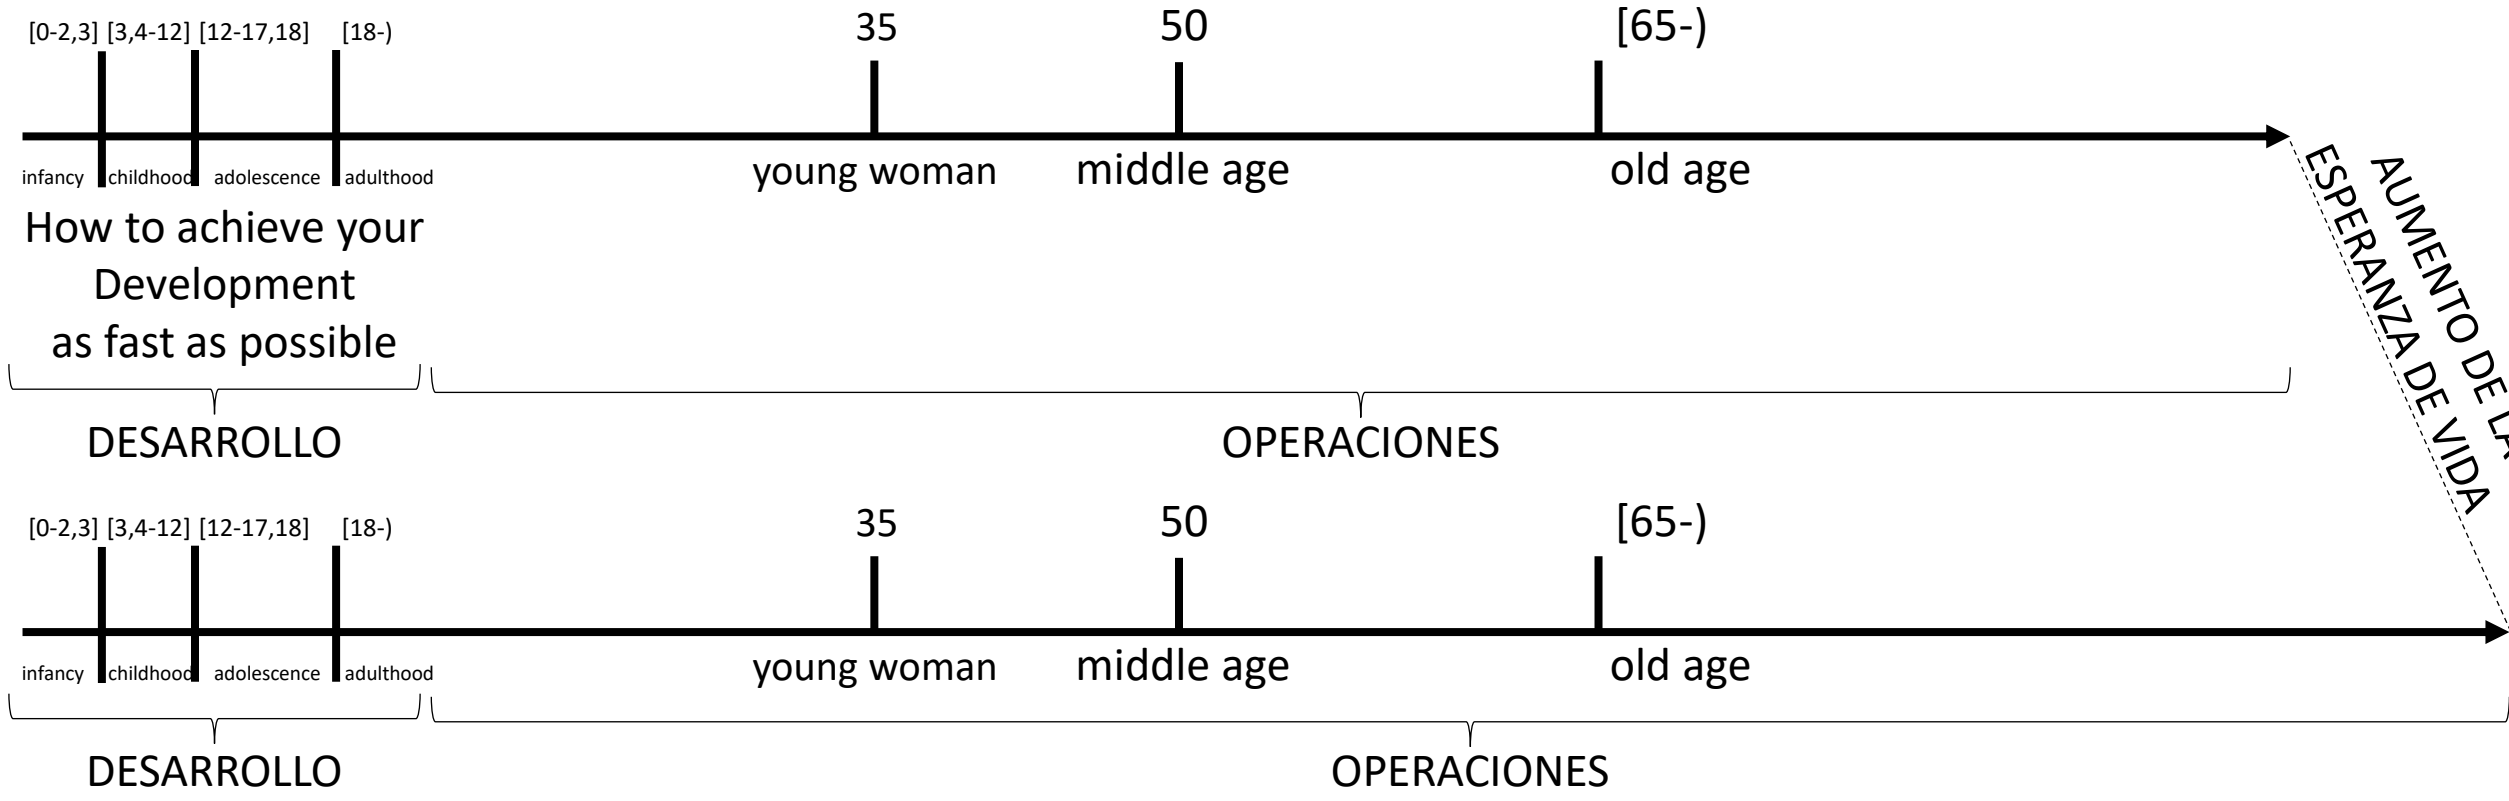 [0-2,3] [3,4-12] [12-17,18] [18-) 35 50 [65-)
infancy childhood adolescence adulthood young woman middle age old age
How to achieve your
Development
as fast as possible
DESARROLLO OPERACIONES
AUMENTO DE LA
ESPERANZA DE VIDA
[0-2,3] [3,4-12] [12-17,18] [18-) 35 50 [65-)
infancy childhood adolescence adulthood young woman middle age old age
DESARROLLO OPERACIONES